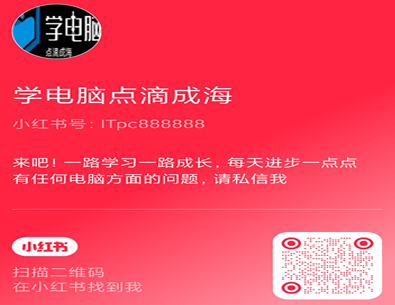 学电脑
点滴成海
学电脑点滴成海
小红书号：ITpc888888
来吧！一路学习一路成长，每天进步一点点
有任何电脑方面的问题，请私信我
小红书
扫描二维码
在小红书找到我